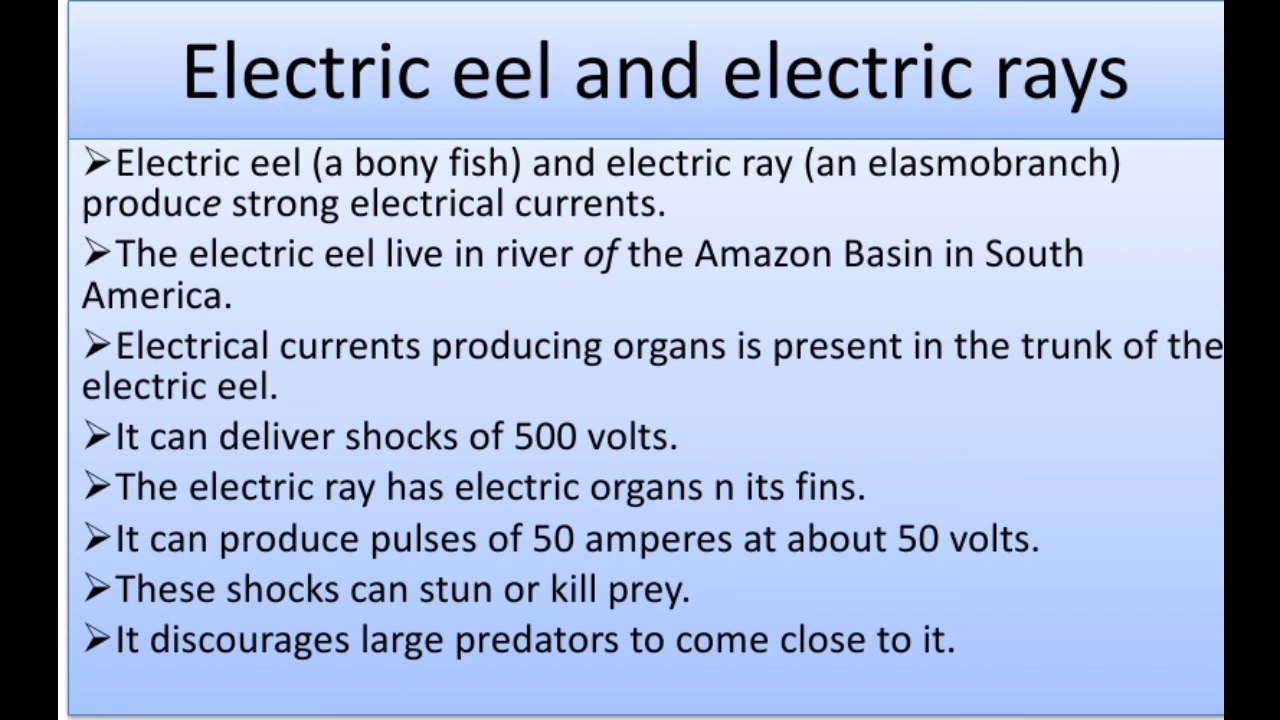 Electric eel and electric rays
➢Electric eel (a bony fish) and electric ray (an elasmobranch)
produce strong electrical currents.
➢The electric eel live in river of the Amazon Basin in South
America.
➢Electrical currents producing organs is present in the trunk of the
electric eel.
➢It can deliver shocks of 500 volts.
➢The electric ray has electric organs n its fins.
➢It can produce pulses of 50 amperes at about 50 volts.
➢These shocks can stun or kill prey.
➢It discourages large predators to come close to it.